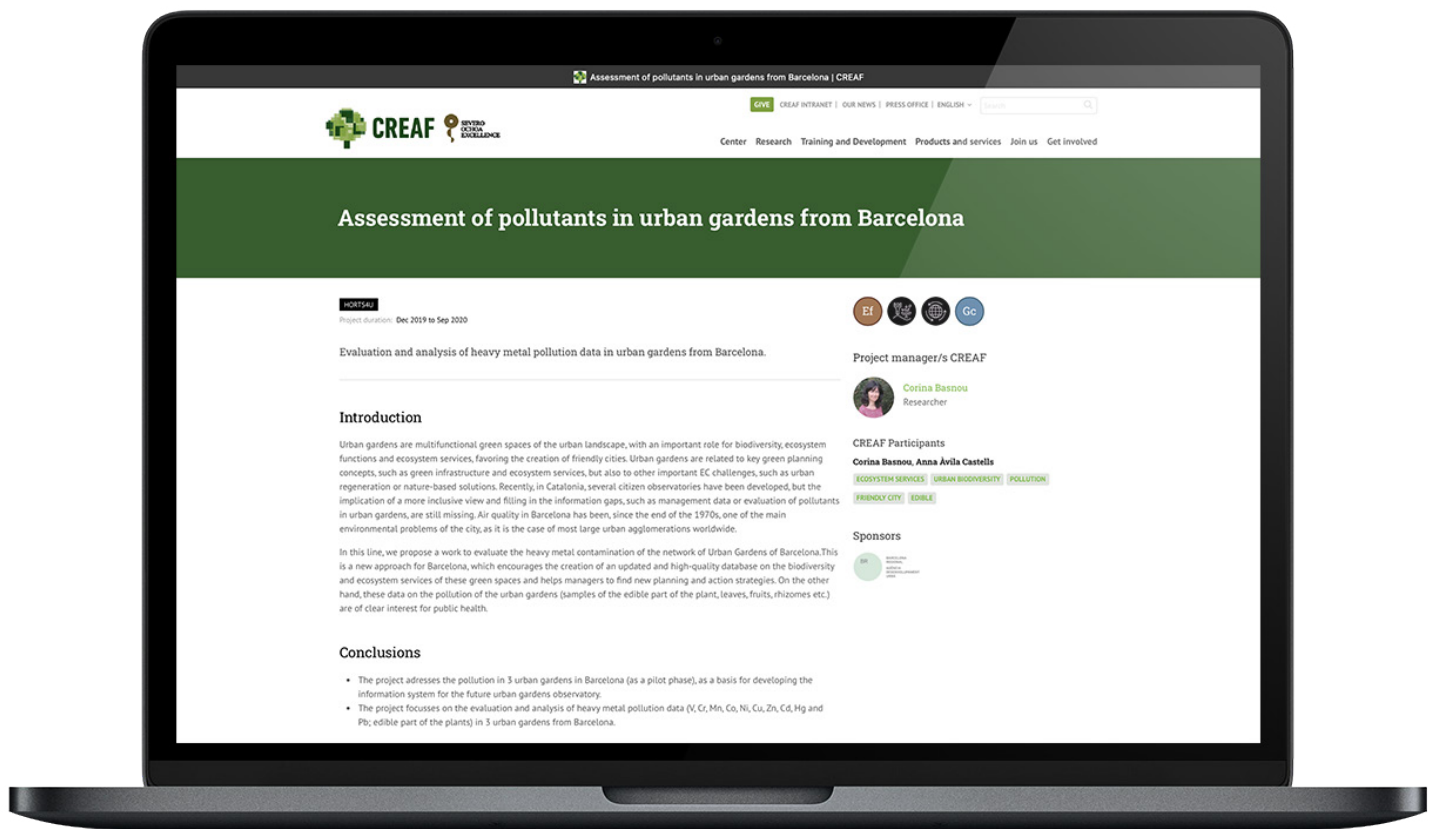 Assessment of pollutants in urban gardens from Barcelona | CREAF
GIVE CREAF INTRANET | OUR NEWS | PRESS OFFICE | ENGLISH
Search
CREAF
SEVERO
OCHOA
EXCELLENCE
Center Research Training and Development Products and services Join us Get involved
Assessment of pollutants in urban gardens from Barcelona
HORTS4U
Project duration: Dec 2019 to Sep 2020
Evaluation and analysis of heavy metal pollution data in urban gardens from Barcelona.
Introduction
Urban gardens are multifunctional green spaces of the urban landscape, with an important role for biodiversity, ecosystem
functions and ecosystem services, favoring the creation of friendly cities. Urban gardens are related to key green planning
concepts, such as green infrastructure and ecosystem services, but also to other important EC challenges, such as urban
regeneration or nature-based solutions. Recently, in Catalonia, several citizen observatories have been developed, but the
implication of a more inclusive view and filling in the information gaps, such as management data or evaluation of pollutants
in urban gardens, are still missing. Air quality in Barcelona has been, since the end of the 1970s, one of the main
environmental problems of the city, as it is the case of most large urban agglomerations worldwide.
In this line, we propose a work to evaluate the heavy metal contamination of the network of Urban Gardens of Barcelona.This
is a new approach for Barcelona, which encourages the creation of an updated and high-quality database on the biodiversity
and ecosystem services of these green spaces and helps managers to find new planning and action strategies. On the other
hand, these data on the pollution of the urban gardens (samples of the edible part of the plant, leaves, fruits, rhizomes etc.)
are of clear interest for public health.
Conclusions
• The project adresses the pollution in 3 urban gardens in Barcelona (as a pilot phase), as a basis for developing the
information system for the future urban gardens observatory.
• The project focusses on the evaluation and analysis of heavy metal pollution data (V, Cr, Mn, Co, Ni, Cu, Zn, Cd, Hg and
Pb; edible part of the plants) in 3 urban gardens from Barcelona.
Ef Gc
Project manager/s CREAF
Corina Basnou
Researcher
CREAF Participants
Corina Basnou, Anna Àvila Castells
ECOSYSTEM SERVICES URBAN BIODIVERSITY POLLUTION
FRIENDLY CITY EDIBLE
Sponsors
BR
BARCELONA
REGIONAL